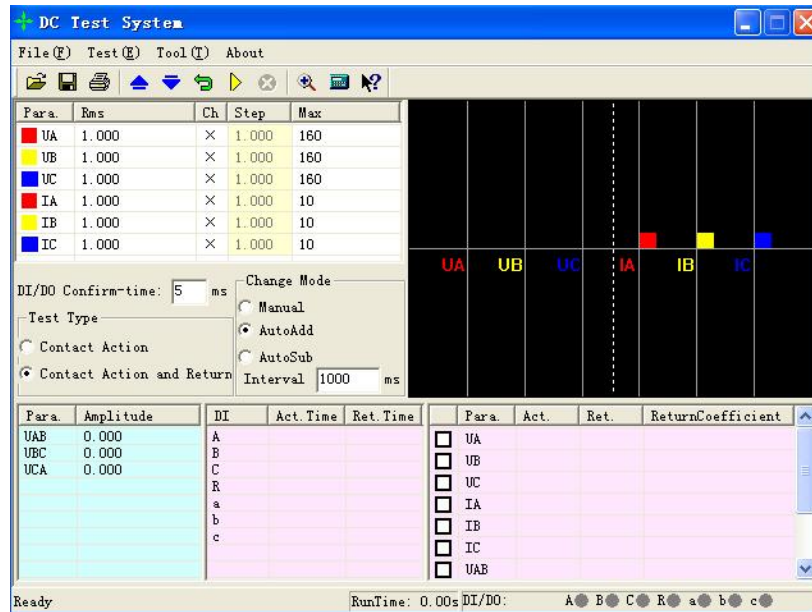 DC Test System
File(F) Test(E) Tool(T) About
Para. Rms Ch Step Max
UA 1.000 × 1.000 160
UB 1.000 × 1.000 160
UC 1.000 × 1.000 160
IA 1.000 × 1.000 10
IB 1.000 × 1.000 10
IC 1.000 × 1.000 10
UA UB UC IA IB IC
DI/DO Confirm-time: 5 ms
Change Mode
Manual
AutoAdd
AutoSub
Interval 1000 ms
Test Type
Contact Action
Contact Action and Return
Para. Amplitude
UAB 0.000
UBC 0.000
UCA 0.000
DI Act.Time Ret.Time
A
B
C
R
a
b
c
Para. Act. Ret. ReturnCoefficient
UA
UB
UC
IA
IB
IC
UAB
Ready RunTime: 0.00s DI/DO: A B C R a b c